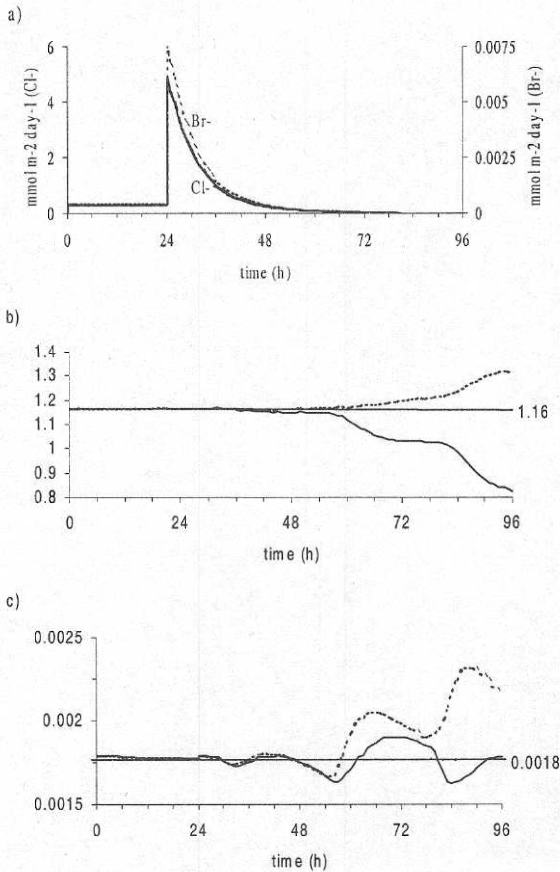 a)
6
4
2
0
mmol m-2 day-1 (Cl-)
Br-
Cl-
0.0075
0.005
0.0025
0
mmol m-2 day-1 (Br-)
0 24 48 72 96
time (h)
b)
1.4
1.3
1.2
1.1
1
0.9
0.8
1.16
0 24 48 72 96
time (h)
c)
0.0025
0.002
0.0015
0.0018
0 24 48 72 96
time (h)